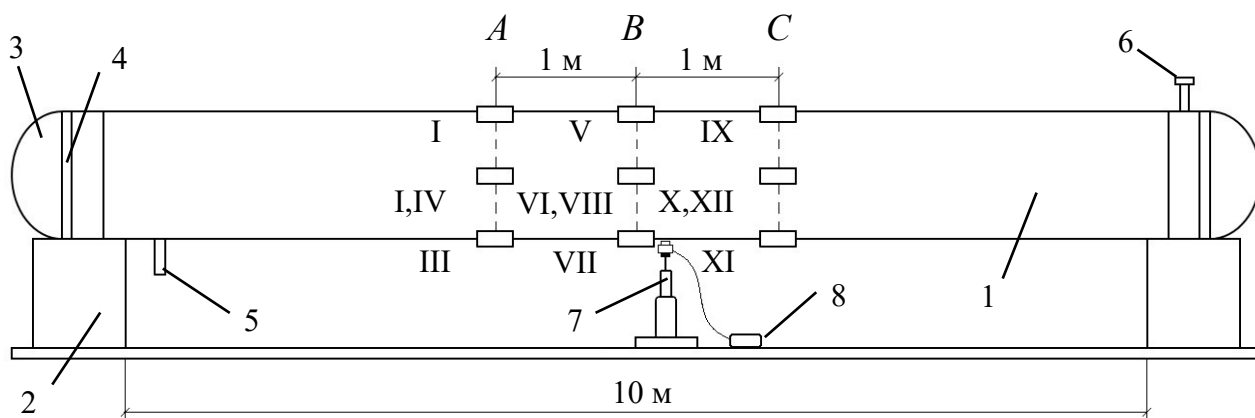 A B C
3 4 1 м 1 м 6
I V IX
I,IV VI,VIII X,XII
III VII XI
5 7 8 1
2 10 м